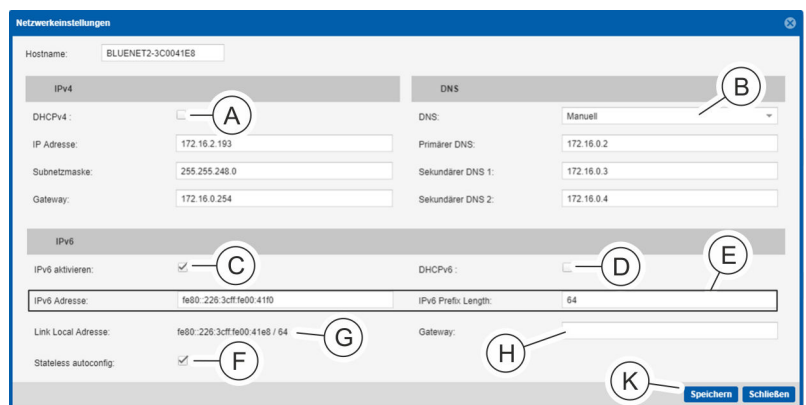 Netzwerkeinstellungen
Hostname: BLUENET2-3C0041E8
IPv4 DNS B
DHCPv4 : A DNS: Manuell
IP Adresse: 172.16.2.193 Primärer DNS: 172.16.0.2
Subnetzmaske: 255.255.248.0 Sekundärer DNS 1: 172.16.0.3
Gateway: 172.16.0.254 Sekundärer DNS 2: 172.16.0.4
IPv6 E
IPv6 aktivieren: C DHCPv6 : D
IPv6 Adresse: fe80::226:3cff:fe00:41f0 IPv6 Prefix Length: 64
Link Local Adresse: fe80::226:3cff:fe00:41e8 / 64 G Gateway: H
Stateless autoconfig: F
K Speichern Schließen